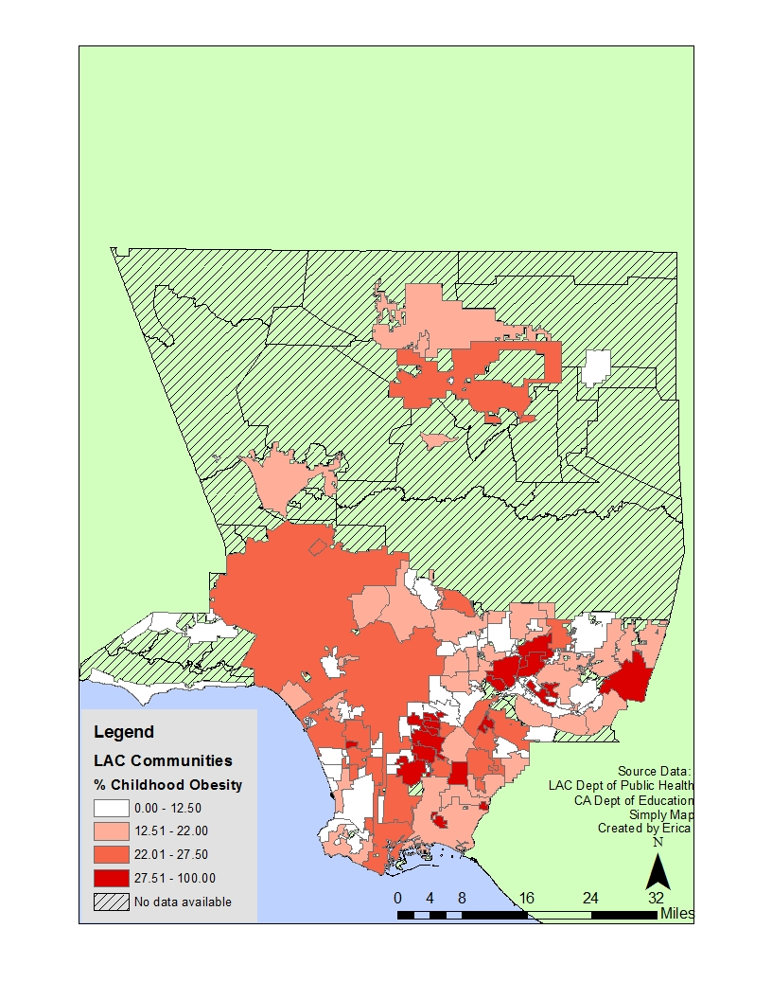 Legend
LAC Communities
% Childhood Obesity
0.00 - 12.50
12.51 - 22.00
22.01 - 27.50
27.51 - 100.00
No data available
Source Data:
LAC Dept of Public Health
CA Dept of Education
Simply Map
Created by Erica
N
0 4 8 16 24 32
Miles